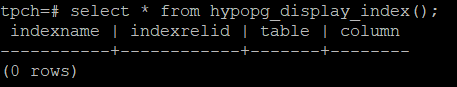 tpch=# select * from hypopg_display_index();
 indexname | indexrelid | table | column
-----------+------------+-------+--------
(0 rows)